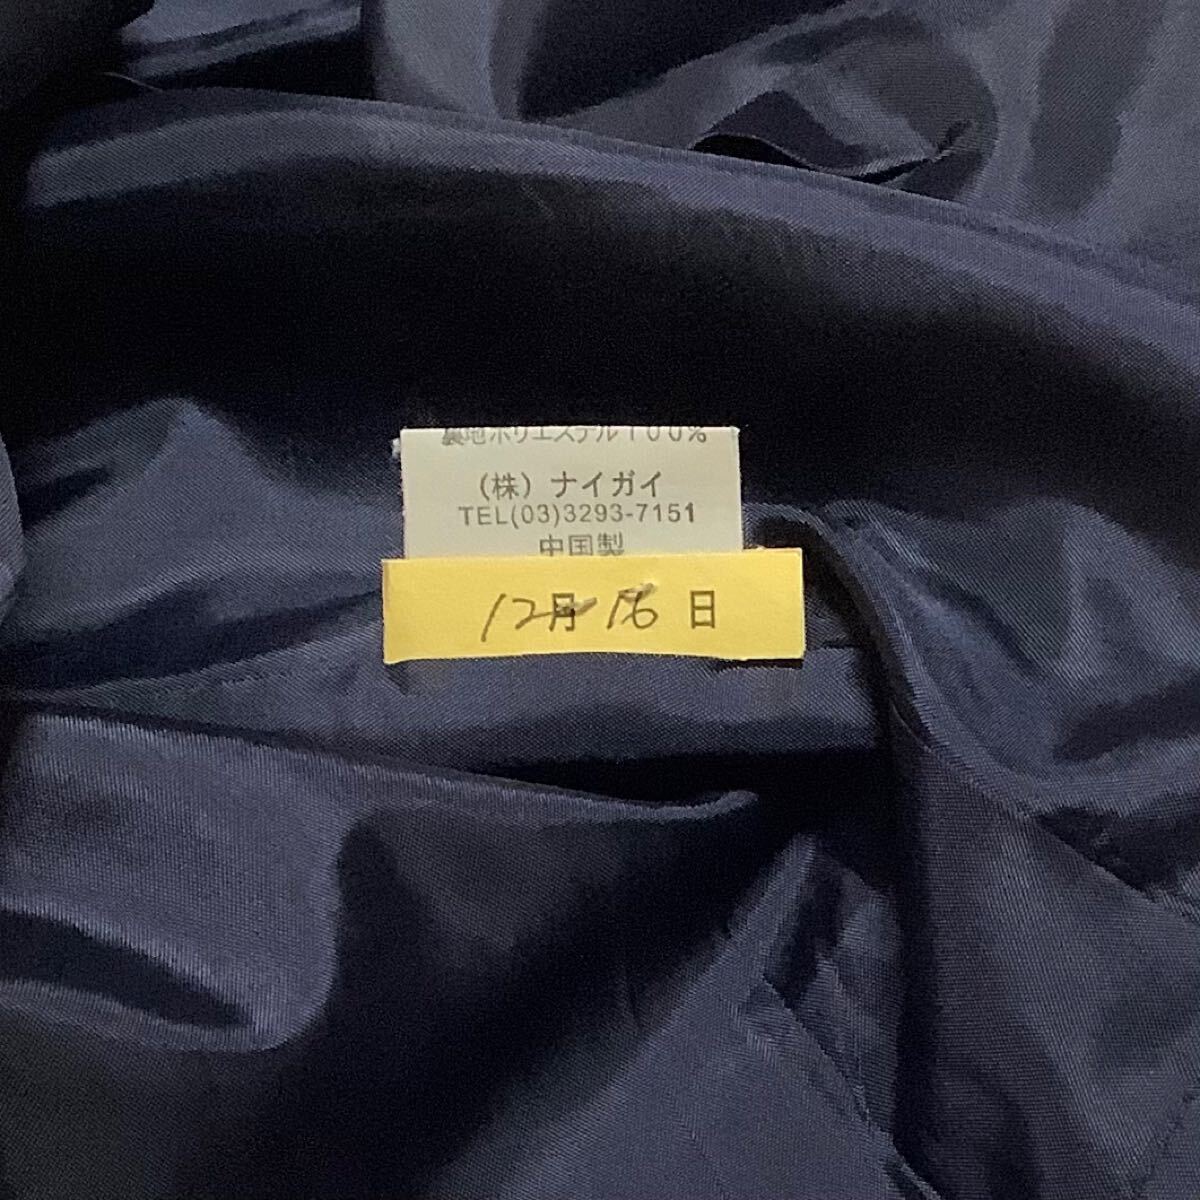 裏地ポリエステル100%
(株) ナイガイ
TEL(03)3293-7151
中国製
12月16日